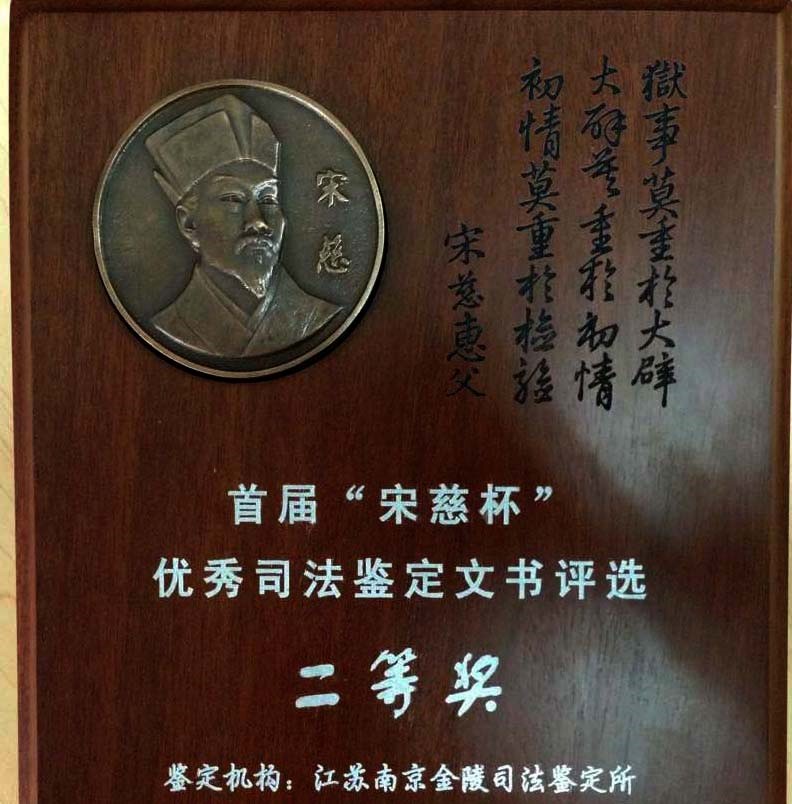 宋慈
獄事莫重於大辟
大辟莫重於初情
初情莫重於檢驗
宋慈惠父
首届“宋慈杯”
优秀司法鉴定文书评选
二等奖
鉴定机构：江苏南京金陵司法鉴定所